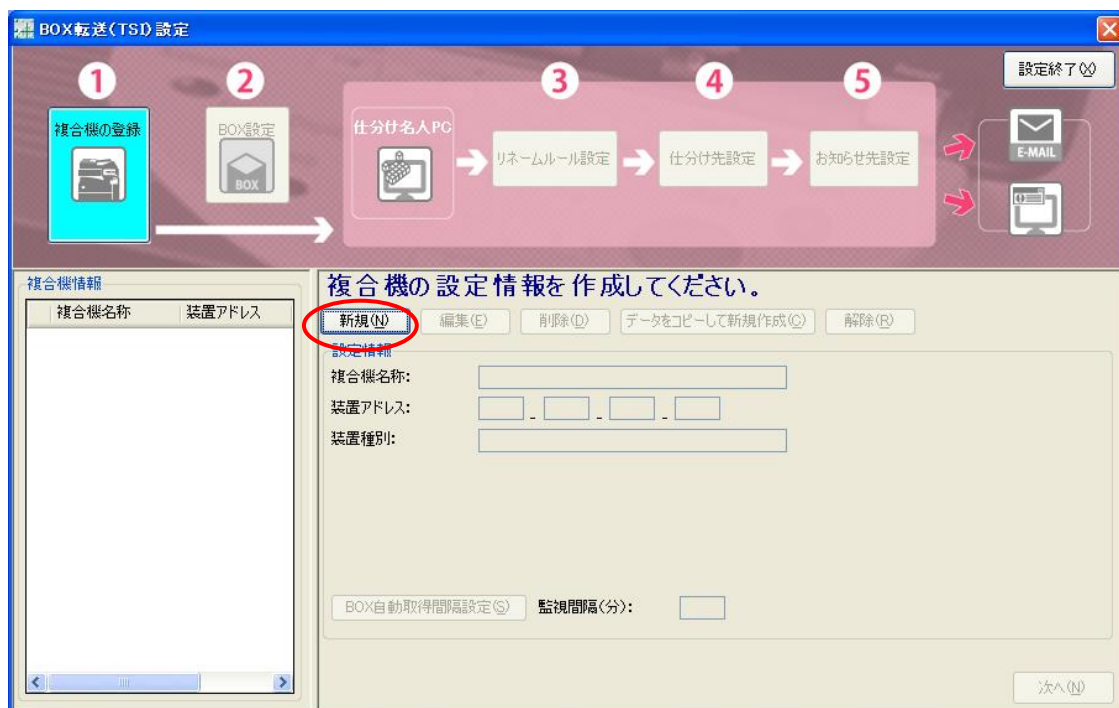 BOX転送(TSI)設定
設定終了(X)
1 2 3 4 5
複合機の登録
BOX設定
BOX
仕分け名人PC
リネームルール設定
仕分け先設定
お知らせ先設定
E-MAIL
複合機情報
複合機名称 装置アドレス
複合機の設定情報を作成してください。
新規(N) 編集(E) 削除(D) データをコピーして新規作成(C) 解除(R)
設定情報
複合機名称:
装置アドレス:
装置種別:
BOX自動取得間隔設定(S) 監視間隔(分):
次へ(N)